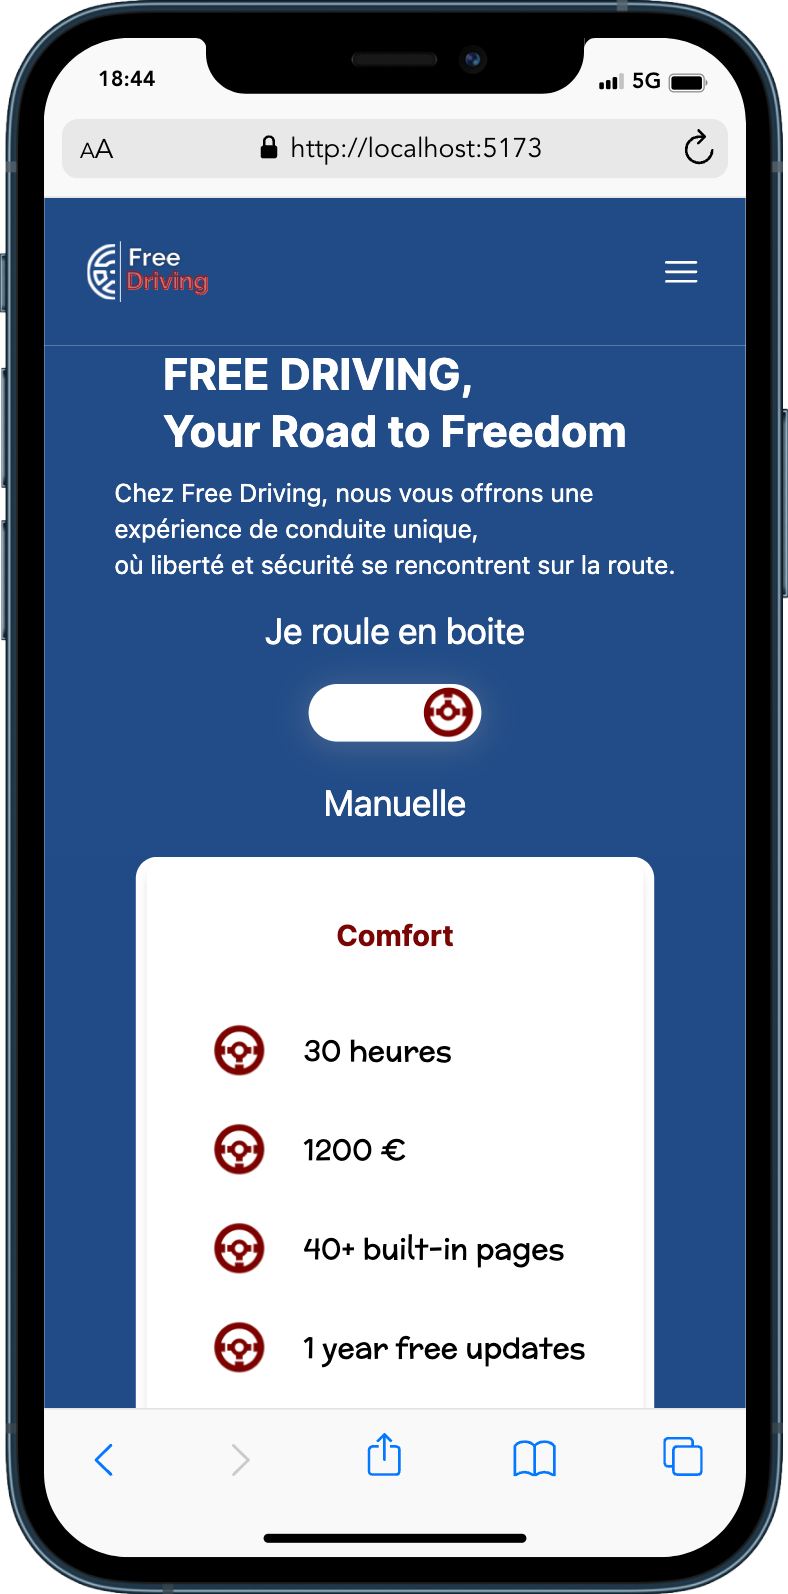 18:44
5G
AA
http://localhost:5173
Free
Driving
FREE DRIVING,
Your Road to Freedom
Chez Free Driving, nous vous offrons une
expérience de conduite unique,
où liberté et sécurité se rencontrent sur la route.
Je roule en boite
Manuelle
Comfort
30 heures
1200 €
40+ built-in pages
1 year free updates